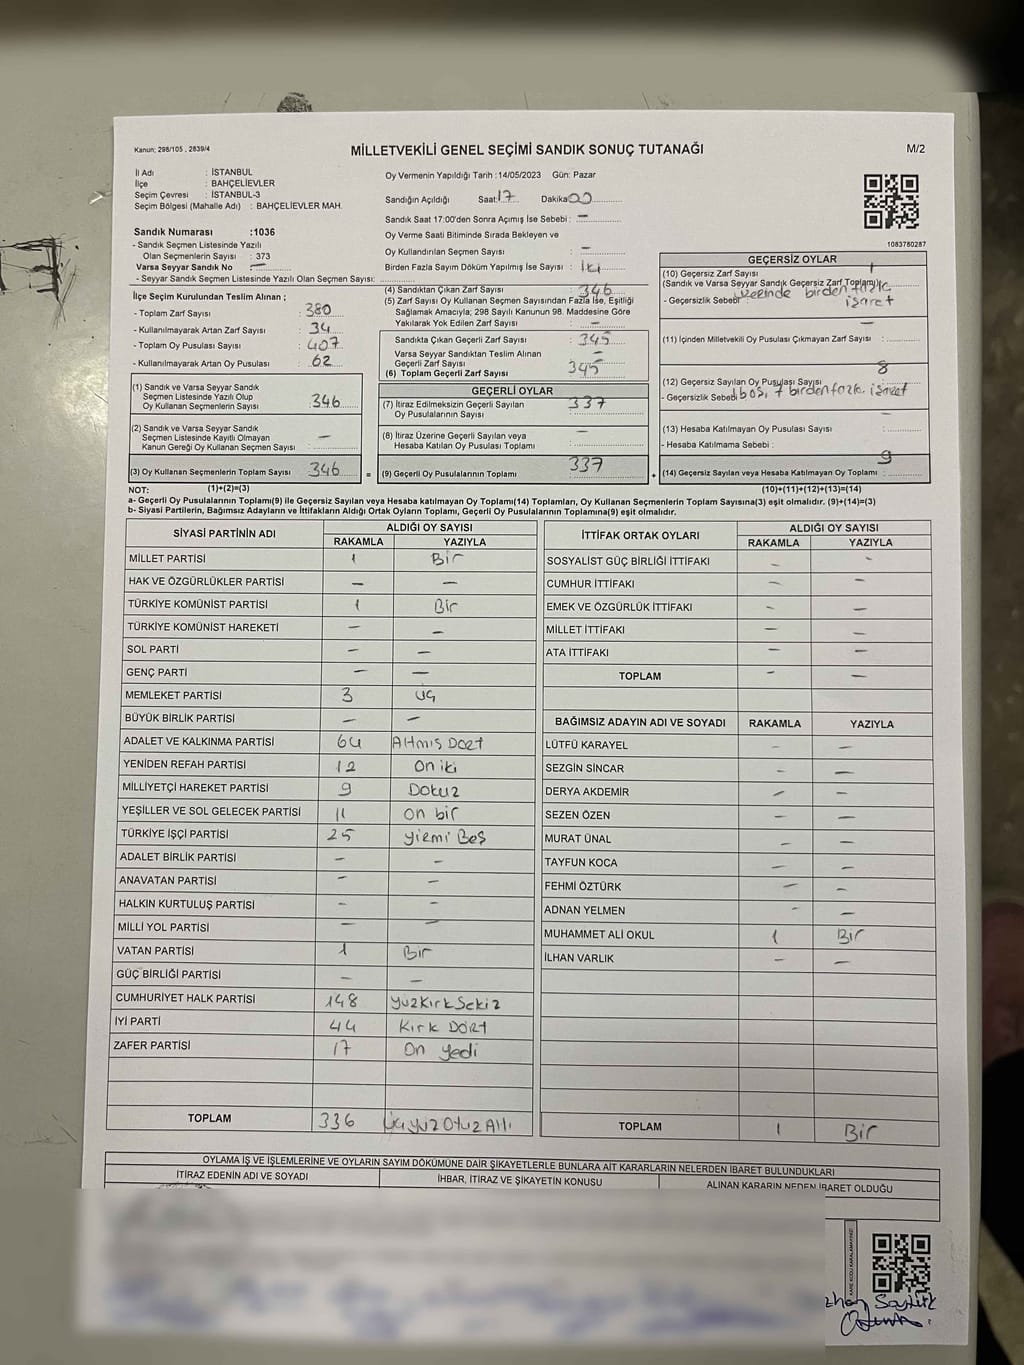 Kanun; 298/105 , 2839/4
MİLLETVEKİLİ GENEL SEÇİMİ SANDIK SONUÇ TUTANAĞI
M/2
İl Adı : İSTANBUL
İlçe : BAHÇELİEVLER
Seçim Çevresi : İSTANBUL-3
Seçim Bölgesi (Mahalle Adı) : BAHÇELİEVLER MAH.
Sandık Numarası :1036
- Sandık Seçmen Listesinde Yazılı
Olan Seçmenlerin Sayısı : 373
Varsa Seyyar Sandık No : —
- Seyyar Sandık Seçmen Listesinde Yazılı Olan Seçmen Sayısı:
Oy Vermenin Yapıldığı Tarih :14/05/2023 Gün: Pazar
Sandığın Açıldığı Saat:17 Dakika:00
Sandık Saat 17:00'den Sonra Açımış İse Sebebi : —
Oy Verme Saati Bitiminde Sırada Bekleyen ve
Oy Kullandırılan Seçmen Sayısı : —
Birden Fazla Sayım Döküm Yapılmış İse Sayısı : İki
1083780287
İlçe Seçim Kurulundan Teslim Alınan ;
- Toplam Zarf Sayısı : 380
- Kullanılmayarak Artan Zarf Sayısı : 34
- Toplam Oy Pusulası Sayısı : 407
- Kullanılmayarak Artan Oy Pusulası : 62
(1) Sandık ve Varsa Seyyar Sandık
Seçmen Listesinde Yazılı Olup
Oy Kullanan Seçmenlerin Sayısı : 346
(2) Sandık ve Varsa Seyyar Sandık
Seçmen Listesinde Kayıtlı Olmayan
Kanun Gereği Oy Kullanan Seçmen Sayısı : —
(3) Oy Kullanan Seçmenlerin Toplam Sayısı : 346 =
(4) Sandıktan Çıkan Zarf Sayısı : 346
(5) Zarf Sayısı Oy Kullanan Seçmen Sayısından Fazla İse, Eşitliği
Sağlamak Amacıyla; 298 Sayılı Kanunun 98. Maddesine Göre
Yakılarak Yok Edilen Zarf Sayısı : —
Sandıkta Çıkan Geçerli Zarf Sayısı : 345
Varsa Seyyar Sandıktan Teslim Alınan
Geçerli Zarf Sayısı : —
(6) Toplam Geçerli Zarf Sayısı : 345
GEÇERLİ OYLAR
(7) İtiraz Edilmeksizin Geçerli Sayılan
Oy Pusulalarının Sayısı : 337
(8) İtiraz Üzerine Geçerli Sayılan veya
Hesaba Katılan Oy Pusulası Toplamı : —
(9) Geçerli Oy Pusulalarının Toplamı : 337 +
GEÇERSİZ OYLAR
(10) Geçersiz Zarf Sayısı
(Sandık ve Varsa Seyyar Sandık Geçersiz Zarf Toplamı): 1
- Geçersizlik Sebebi : üzerinde birden fazla
işaret
(11) İçinden Milletvekili Oy Pusulası Çıkmayan Zarf Sayısı : —
(12) Geçersiz Sayılan Oy Pusulası Sayısı : 8
- Geçersizlik Sebebi : 1 boş, 7 birden fazla işaret
(13) Hesaba Katılmayan Oy Pusulası Sayısı : —
- Hesaba Katılmama Sebebi :
(14) Geçersiz Sayılan veya Hesaba Katılmayan Oy Toplamı : 9
NOT: (1)+(2)=(3) (10)+(11)+(12)+(13)=(14)
a- Geçerli Oy Pusulalarının Toplamı(9) ile Geçersiz Sayılan veya Hesaba katılmayan Oy Toplamı(14) Toplamları, Oy Kullanan Seçmenlerin Toplam Sayısına(3) eşit olmalıdır. (9)+(14)=(3)
b- Siyasi Partilerin, Bağımsız Adayların ve İttifakların Aldığı Ortak Oyların Toplamı, Geçerli Oy Pusulalarının Toplamına(9) eşit olmalıdır.
SİYASİ PARTİNİN ADI ALDIĞI OY SAYISI
RAKAMLA YAZIYLA
MİLLET PARTİSİ 1 Bir
HAK VE ÖZGÜRLÜKLER PARTİSİ — —
TÜRKİYE KOMÜNİST PARTİSİ 1 Bir
TÜRKİYE KOMÜNİST HAREKETİ — —
SOL PARTİ — —
GENÇ PARTİ — —
MEMLEKET PARTİSİ 3 üç
BÜYÜK BİRLİK PARTİSİ — —
ADALET VE KALKINMA PARTİSİ 64 Altmış Dört
YENİDEN REFAH PARTİSİ 12 On iki
MİLLİYETÇİ HAREKET PARTİSİ 9 Dokuz
YEŞİLLER VE SOL GELECEK PARTİSİ 11 on bir
TÜRKİYE İŞÇİ PARTİSİ 25 yirmi Beş
ADALET BİRLİK PARTİSİ — —
ANAVATAN PARTİSİ — —
HALKIN KURTULUŞ PARTİSİ — —
MİLLİ YOL PARTİSİ — —
VATAN PARTİSİ 1 Bir
GÜÇ BİRLİĞİ PARTİSİ — —
CUMHURİYET HALK PARTİSİ 148 yüzKırkSekiz
İYİ PARTİ 44 Kırk Dört
ZAFER PARTİSİ 17 On yedi
TOPLAM 336 üçyüzOtuzAltı
İTTİFAK ORTAK OYLARI ALDIĞI OY SAYISI
RAKAMLA YAZIYLA
SOSYALİST GÜÇ BİRLİĞİ İTTİFAKI — —
CUMHUR İTTİFAKI — —
EMEK VE ÖZGÜRLÜK İTTİFAKI — —
MİLLET İTTİFAKI — —
ATA İTTİFAKI — —
TOPLAM — —
BAĞIMSIZ ADAYIN ADI VE SOYADI RAKAMLA YAZIYLA
LÜTFÜ KARAYEL — —
SEZGİN SİNCAR — —
DERYA AKDEMİR — —
SEZEN ÖZEN — —
MURAT ÜNAL — —
TAYFUN KOCA — —
FEHMİ ÖZTÜRK — —
ADNAN YELMEN — —
MUHAMMET ALİ OKUL 1 Bir
İLHAN VARLIK — —
TOPLAM 1 Bir
OYLAMA İŞ VE İŞLEMLERİNE VE OYLARIN SAYIM DÖKÜMÜNE DAİR ŞİKAYETLERLE BUNLARA AİT KARARLARIN NELERDEN İBARET BULUNDUKLARI
İTİRAZ EDENİN ADI VE SOYADI İHBAR, İTİRAZ VE ŞİKAYETİN KONUSU ALINAN KARARIN NEDEN İBARET OLDUĞU
KARE KODU KARALAMAYINIZ!